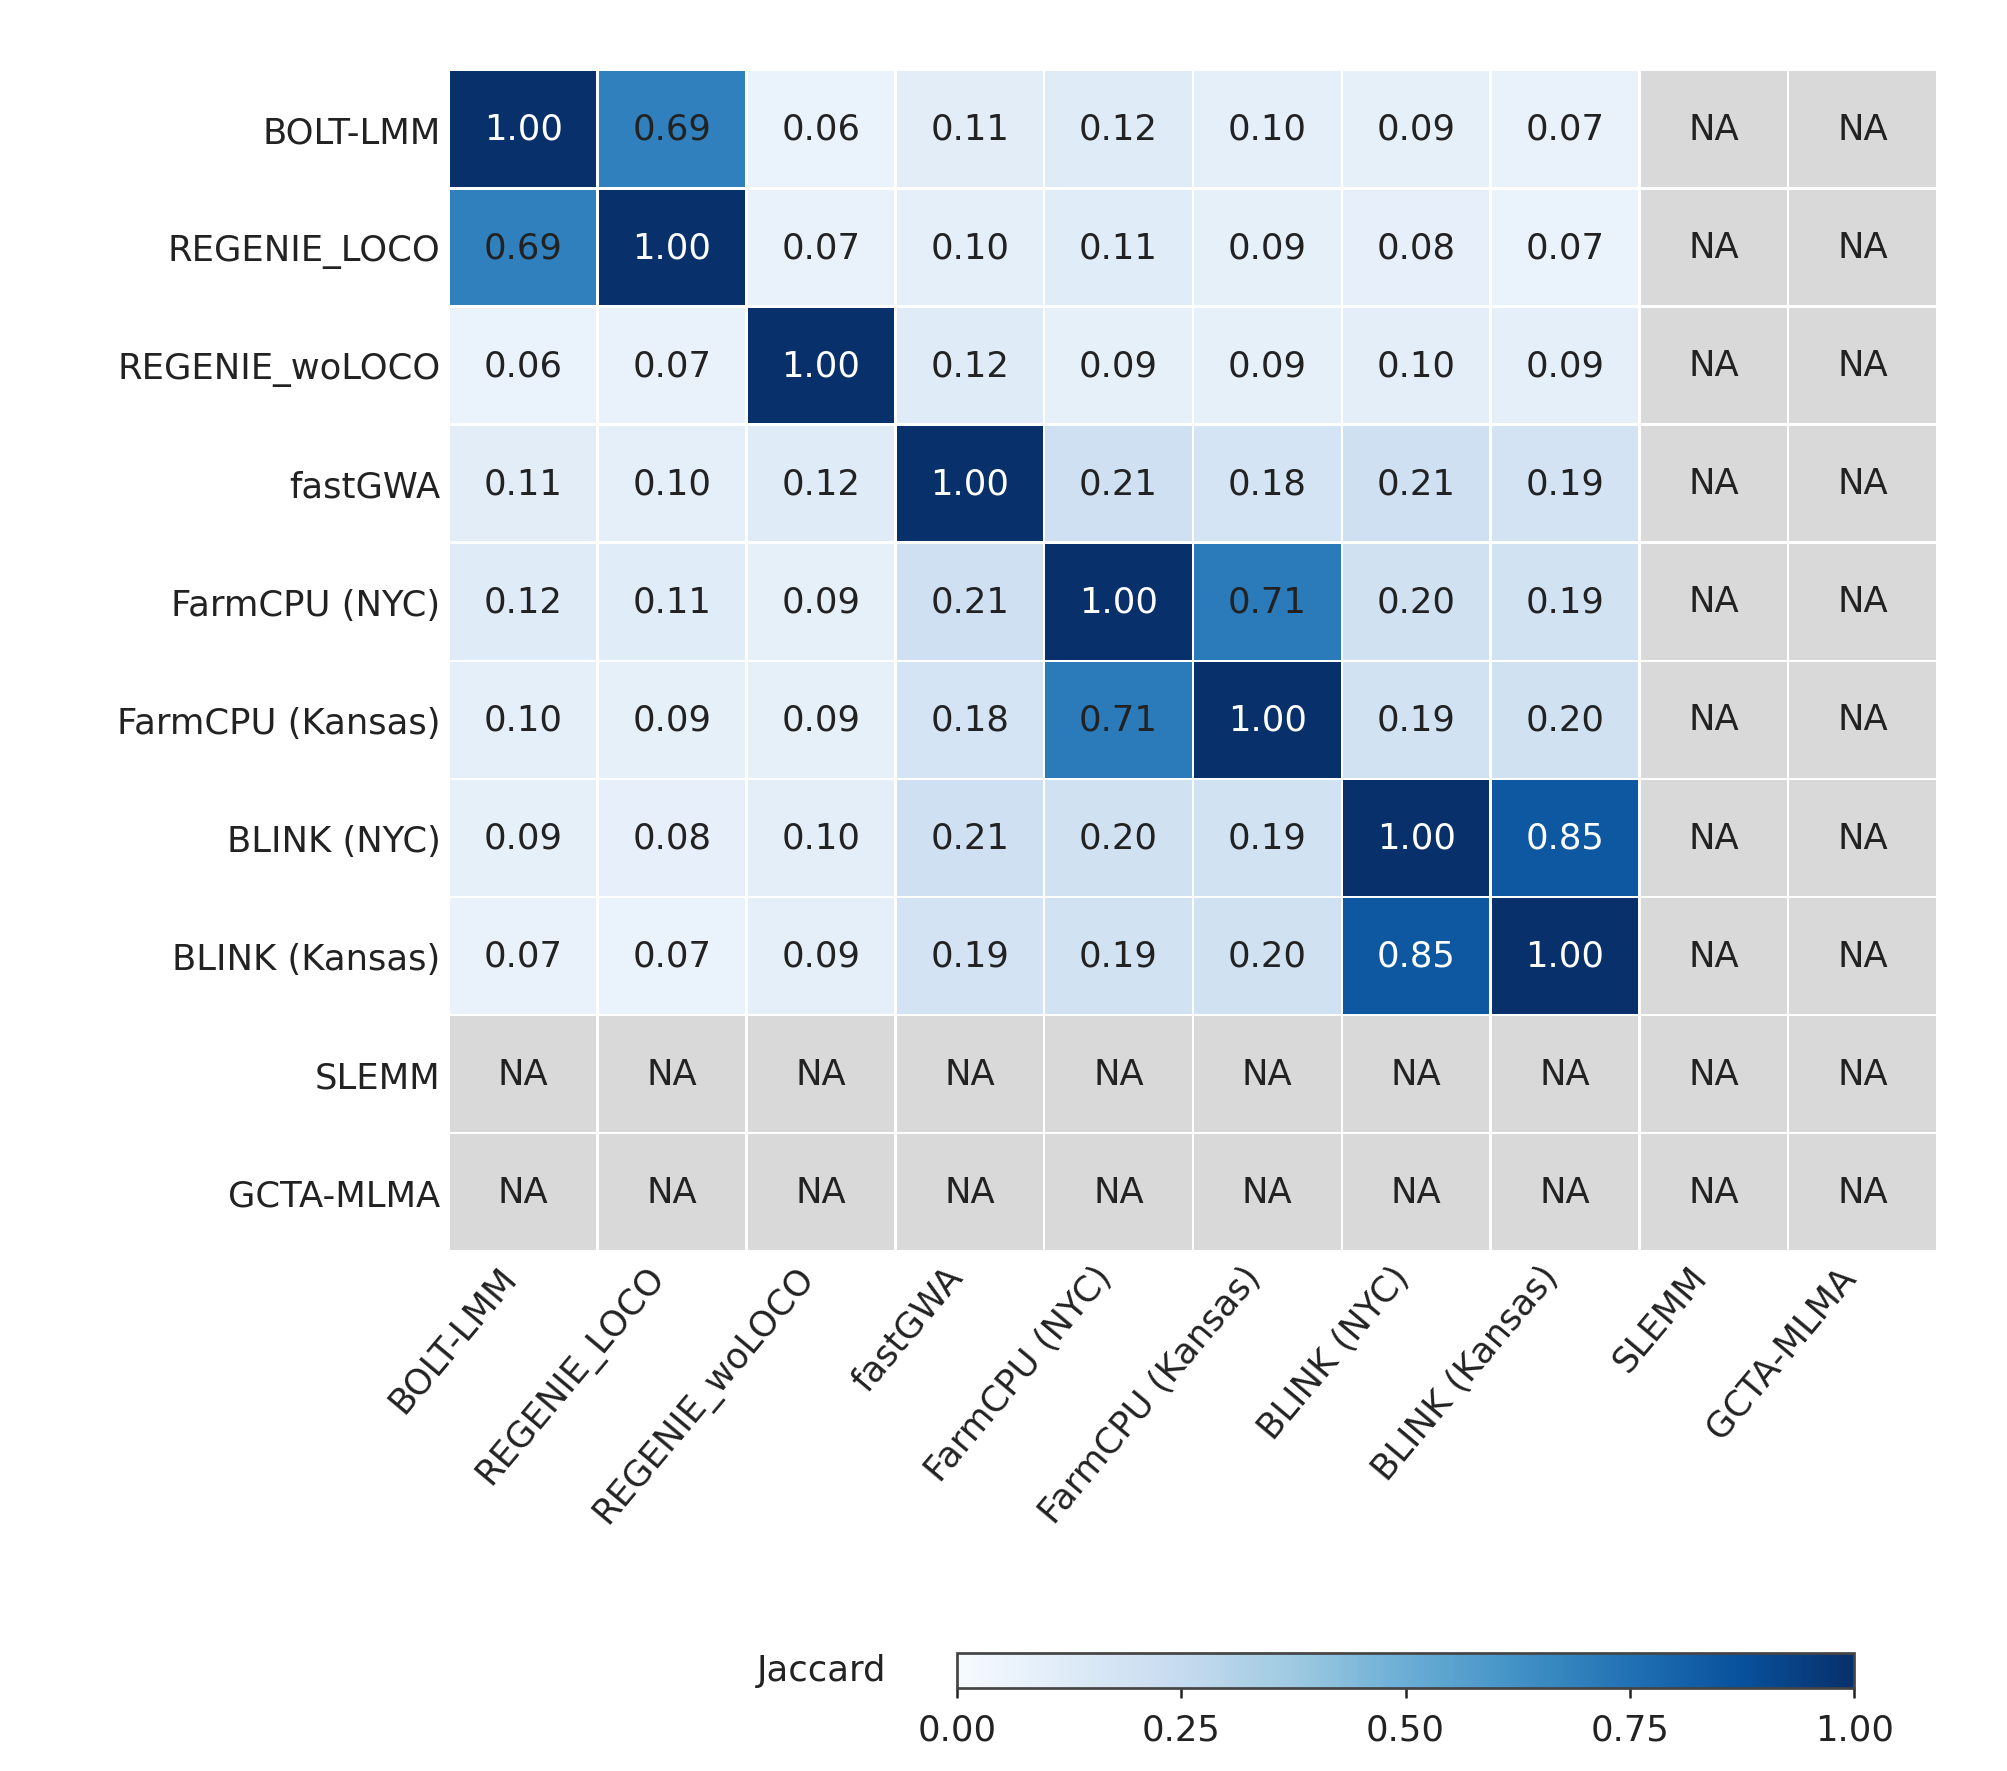 BOLT-LMM 1.00 0.69 0.06 0.11 0.12 0.10 0.09 0.07 NA NA
REGENIE_LOCO 0.69 1.00 0.07 0.10 0.11 0.09 0.08 0.07 NA NA
REGENIE_woLOCO 0.06 0.07 1.00 0.12 0.09 0.09 0.10 0.09 NA NA
fastGWA 0.11 0.10 0.12 1.00 0.21 0.18 0.21 0.19 NA NA
FarmCPU (NYC) 0.12 0.11 0.09 0.21 1.00 0.71 0.20 0.19 NA NA
FarmCPU (Kansas) 0.10 0.09 0.09 0.18 0.71 1.00 0.19 0.20 NA NA
BLINK (NYC) 0.09 0.08 0.10 0.21 0.20 0.19 1.00 0.85 NA NA
BLINK (Kansas) 0.07 0.07 0.09 0.19 0.19 0.20 0.85 1.00 NA NA
SLEMM NA NA NA NA NA NA NA NA NA NA
GCTA-MLMA NA NA NA NA NA NA NA NA NA NA
BOLT-LMM
REGENIE_LOCO
REGENIE_woLOCO
fastGWA
FarmCPU (NYC)
FarmCPU (Kansas)
BLINK (NYC)
BLINK (Kansas)
SLEMM
GCTA-MLMA
Jaccard
0.00 0.25 0.50 0.75 1.00